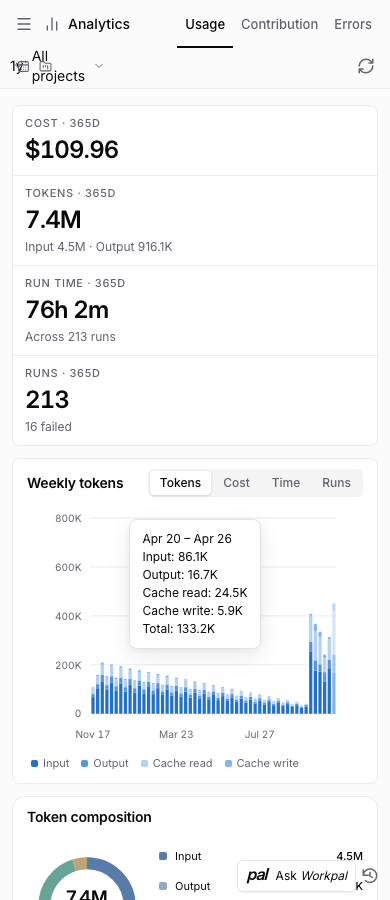 Analytics
Usage
Contribution
Errors
1y
All projects
COST · 365D
$109.96
TOKENS · 365D
7.4M
Input 4.5M · Output 916.1K
RUN TIME · 365D
76h 2m
Across 213 runs
RUNS · 365D
213
16 failed
Weekly tokens
Tokens
Cost
Time
Runs
800K
600K
400K
200K
0
Apr 20 – Apr 26
Input: 86.1K
Output: 16.7K
Cache read: 24.5K
Cache write: 5.9K
Total: 133.2K
Nov 17
Mar 23
Jul 27
Input
Output
Cache read
Cache write
Token composition
7.4M
Input
4.5M
Output
K
pal Ask Workpal